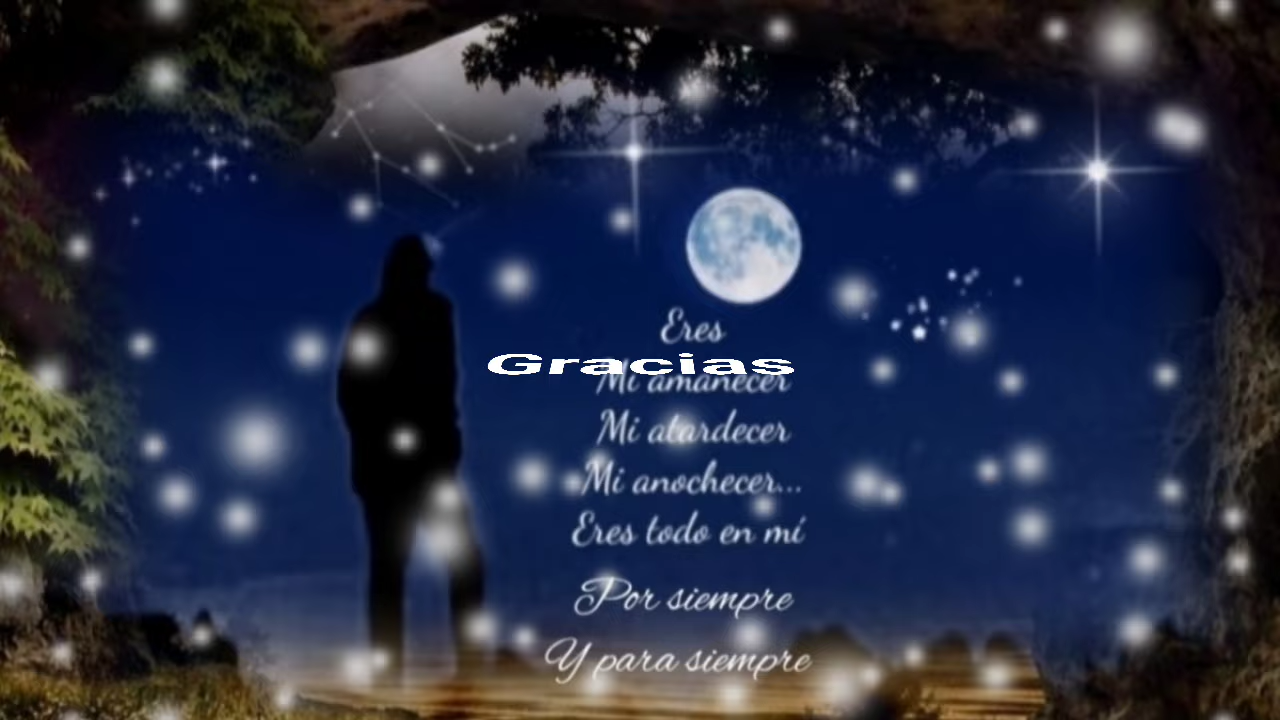 Eres
Gracias
Mi amanecer
Mi atardecer
Mi anochecer...
Eres todo en mí
Por siempre
Y para siempre